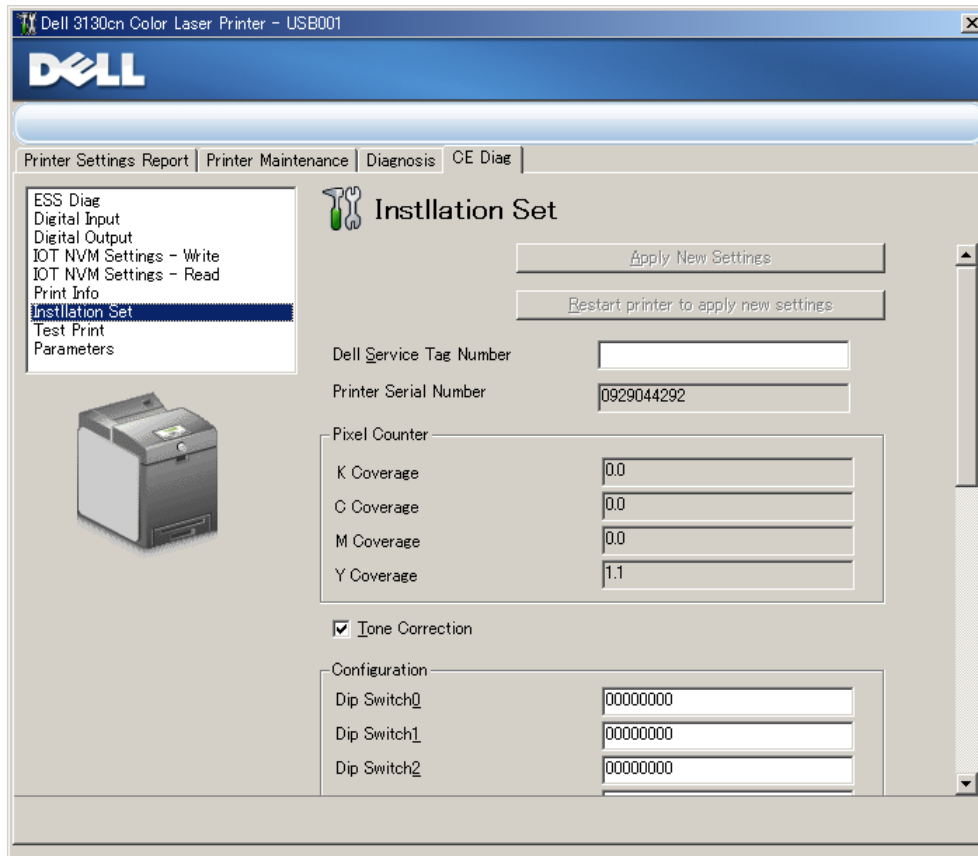 Dell 3130cn Color Laser Printer - USB001
DELL
Printer Settings Report
Printer Maintenance
Diagnosis
CE Diag
ESS Diag
Digital Input
Digital Output
IOT NVM Settings - Write
IOT NVM Settings - Read
Print Info
Instllation Set
Test Print
Parameters
Instllation Set
Apply New Settings
Restart printer to apply new settings
Dell Service Tag Number
Printer Serial Number 0929044292
Pixel Counter
K Coverage 0.0
C Coverage 0.0
M Coverage 0.0
Y Coverage 1.1
Tone Correction
Configuration
Dip Switch0 00000000
Dip Switch1 00000000
Dip Switch2 00000000